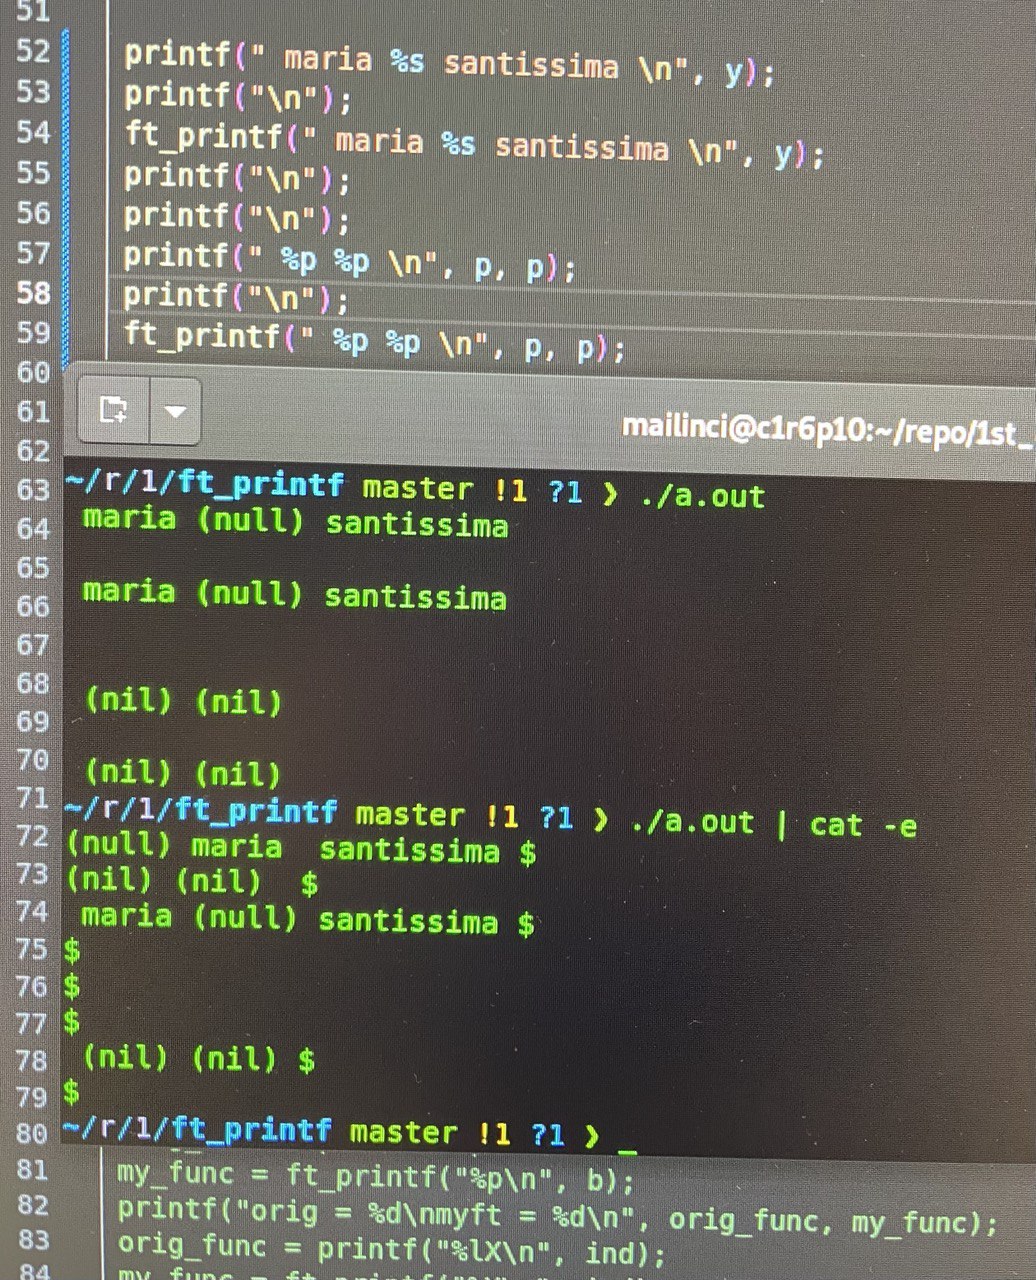 51
52 printf(" maria %s santissima \n", y);
53 printf("\n");
54 ft_printf(" maria %s santissima \n", y);
55 printf("\n");
56 printf("\n");
57 printf(" %p %p \n", p, p);
58 printf("\n");
59 ft_printf(" %p %p \n", p, p);
60
61 mailinci@c1r6p10:~/repo/1st_
62
63 ~/r/1/ft_printf master !1 ?1 ❯ ./a.out
64 maria (null) santissima
65
66 maria (null) santissima
67
68
69 (nil) (nil)
70 (nil) (nil)
71 ~/r/1/ft_printf master !1 ?1 ❯ ./a.out | cat -e
72 (null) maria  santissima $
73 (nil) (nil)  $
74 maria (null) santissima $
75 $
76 $
77 $
78 (nil) (nil) $
79 $
80 ~/r/1/ft_printf master !1 ?1 ❯ _
81 my_func = ft_printf("%p\n", b);
82 printf("orig = %d\nmyft = %d\n", orig_func, my_func);
83 orig_func = printf("%lX\n", ind);
84